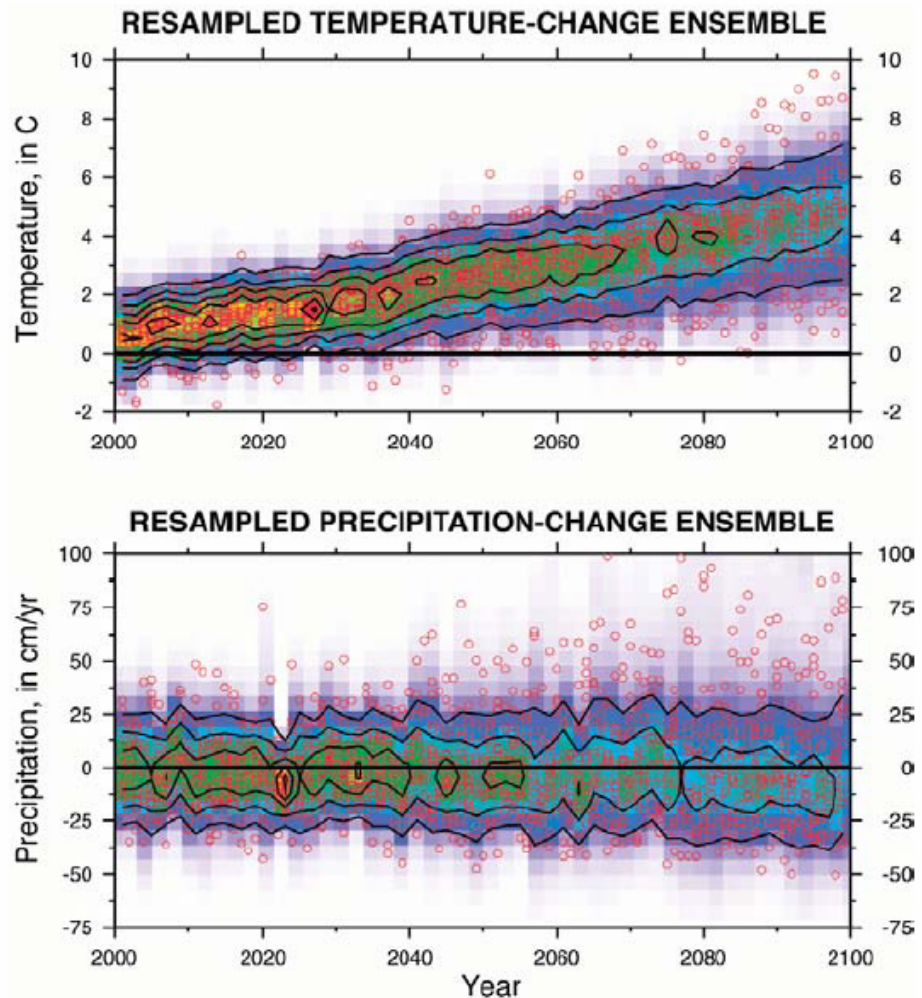 RESAMPLED TEMPERATURE-CHANGE ENSEMBLE
10 10
8 8
6 6
4 4
2 2
0 0
-2 -2
Temperature, in C
2000 2020 2040 2060 2080 2100
RESAMPLED PRECIPITATION-CHANGE ENSEMBLE
100 100
75 75
50 50
25 25
0 0
-25 -25
-50 -50
-75 -75
Precipitation, in cm/yr
2000 2020 2040 2060 2080 2100
Year